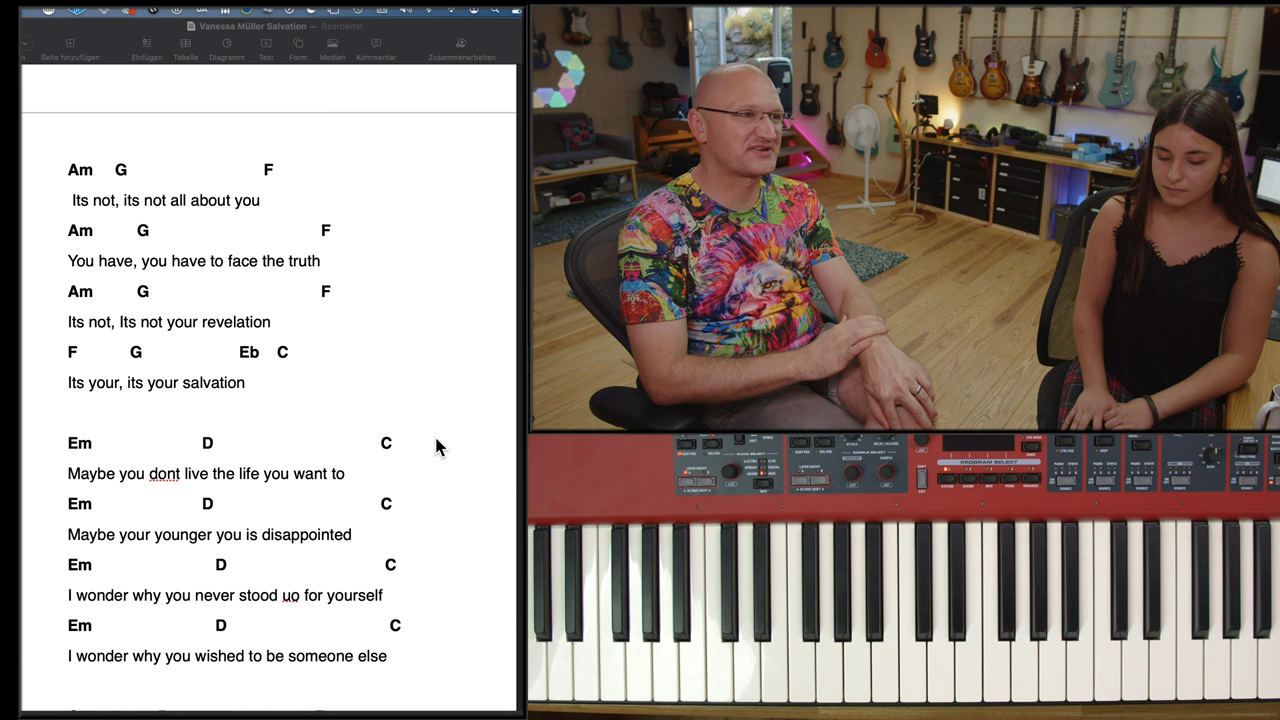 Vanessa Müller Salvation — Bearbeitet
Seite hinzufügen Einfügen Tabelle Diagramm Text Form Medien Kommentar Zusammenarbeiten
Am G F
Its not, its not all about you
Am G F
You have, you have to face the truth
Am G F
Its not, Its not your revelation
F G Eb C
Its your, its your salvation
Em D C
Maybe you dont live the life you want to
Em D C
Maybe your younger you is disappointed
Em D C
I wonder why you never stood uo for yourself
Em D C
I wonder why you wished to be someone else
PROGRAM SELECT